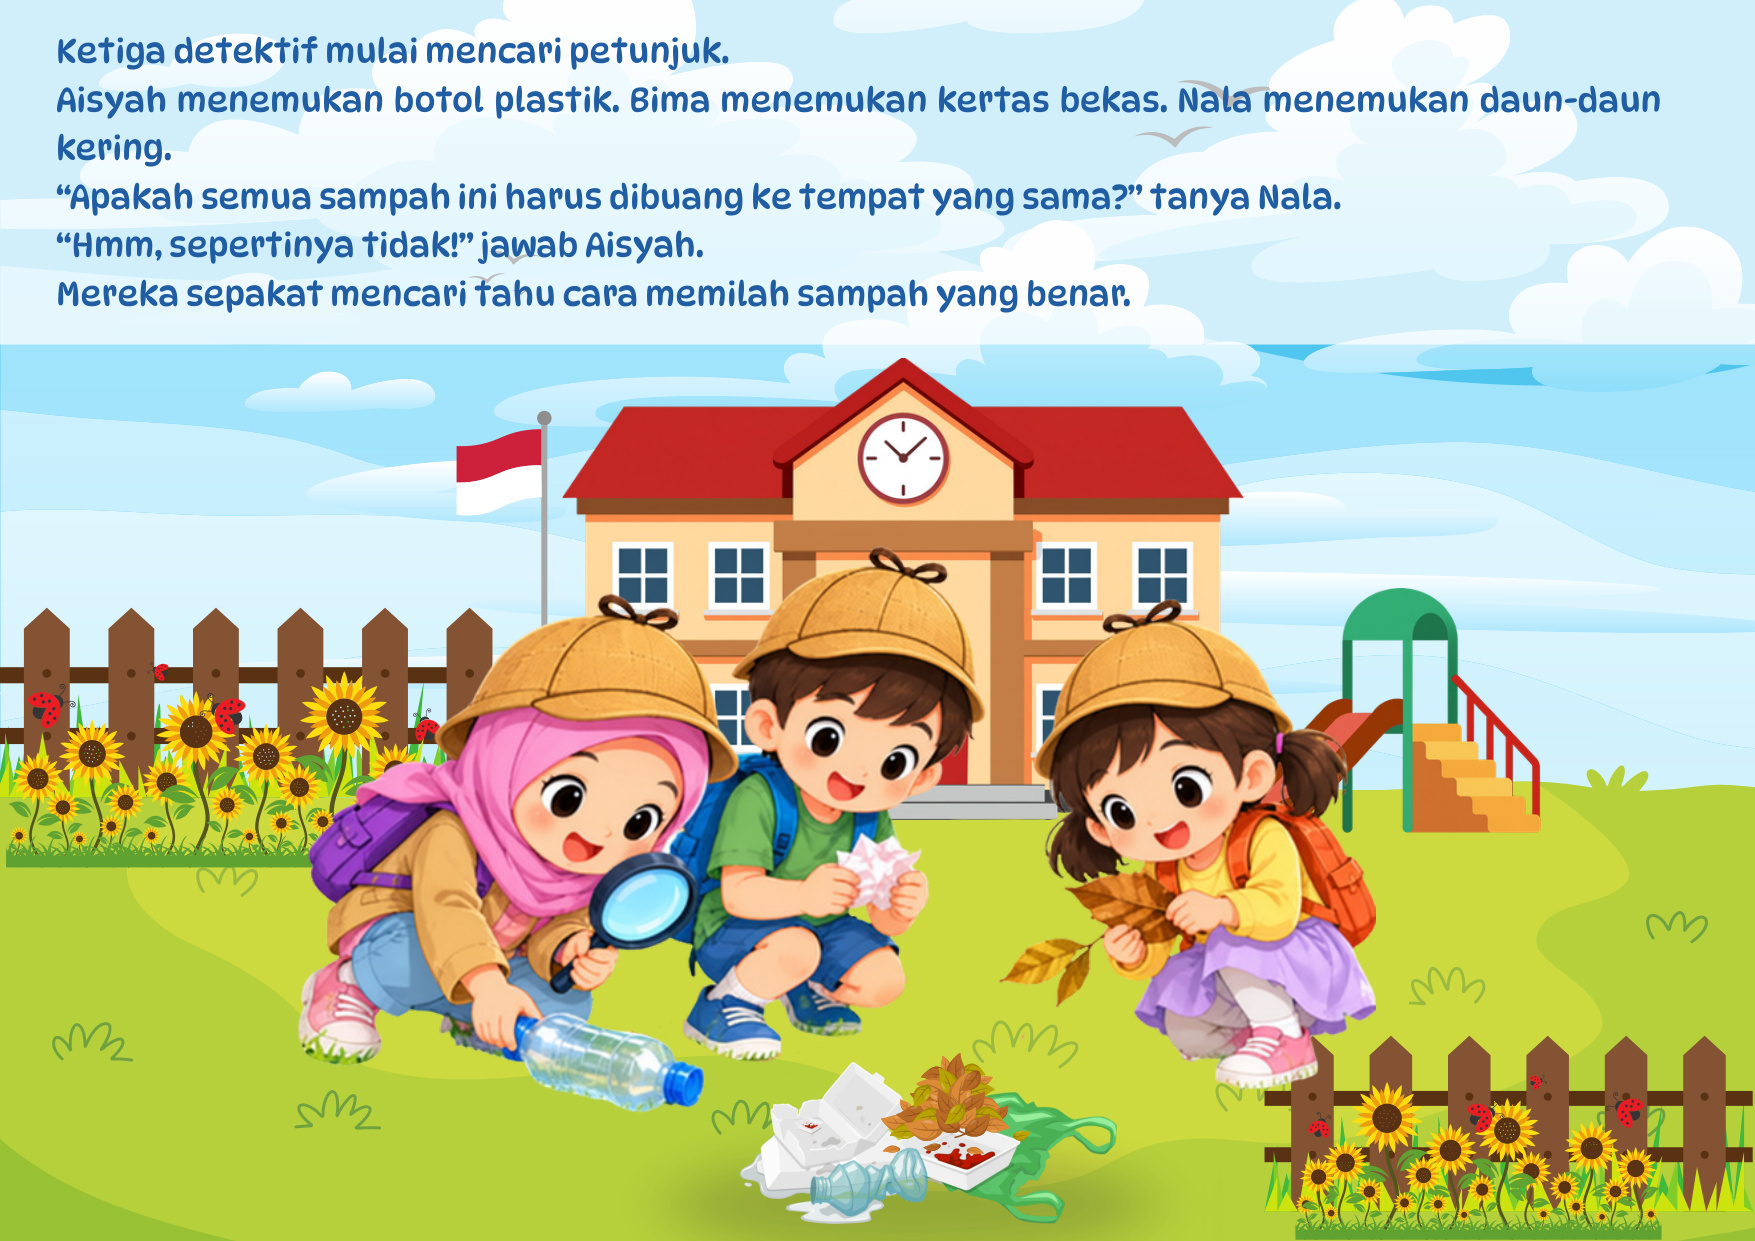 Ketiga detektif mulai mencari petunjuk.
Aisyah menemukan botol plastik. Bima menemukan kertas bekas. Nala menemukan daun-daun
kering.
“Apakah semua sampah ini harus dibuang ke tempat yang sama?” tanya Nala.
“Hmm, sepertinya tidak!” jawab Aisyah.
Mereka sepakat mencari tahu cara memilah sampah yang benar.